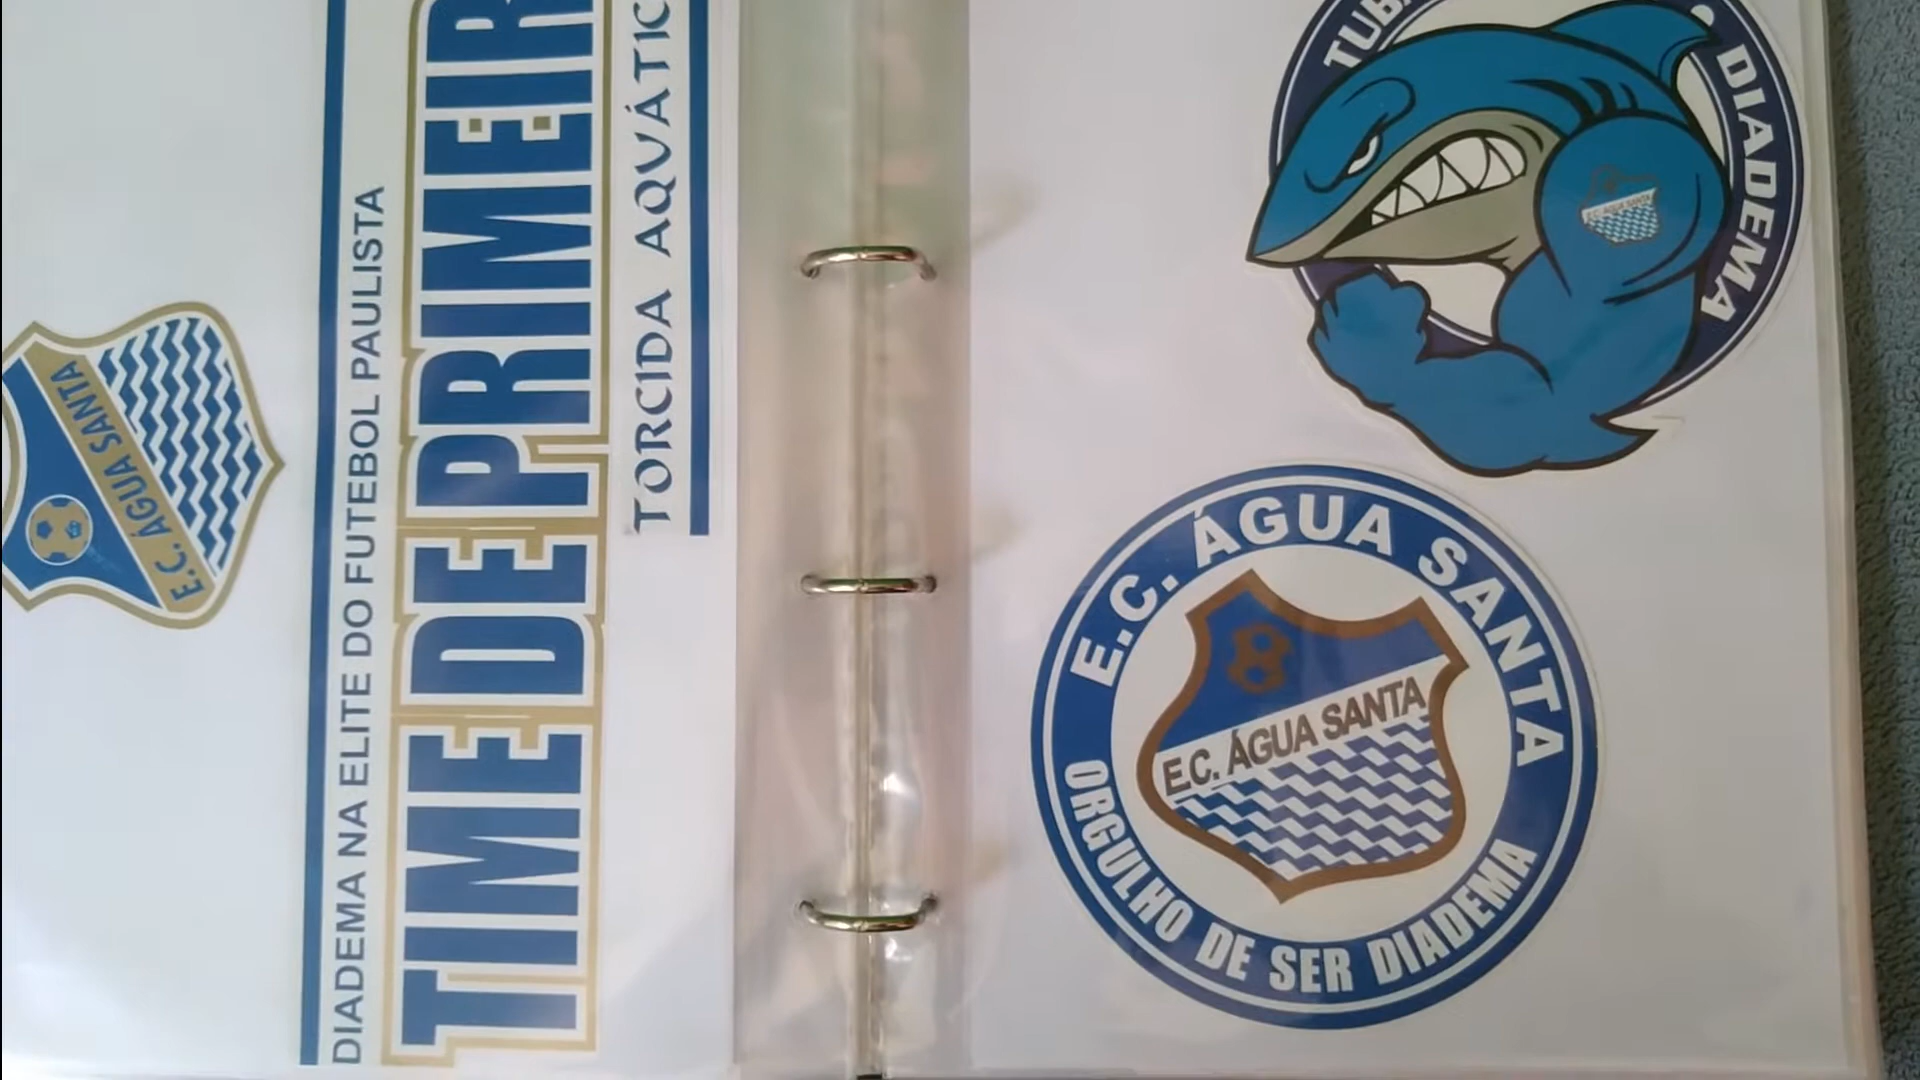 E.C. ÁGUA SANTA
DIADEMA NA ELITE DO FUTEBOL PAULISTA
TIME DE PRIMEIR
TORCIDA AQUÁTIC
TUBA
DIADEMA
E.C. ÁGUA SANTA
E.C. ÁGUA SANTA
E.C. ÁGUA SANTA
ORGULHO DE SER DIADEMA